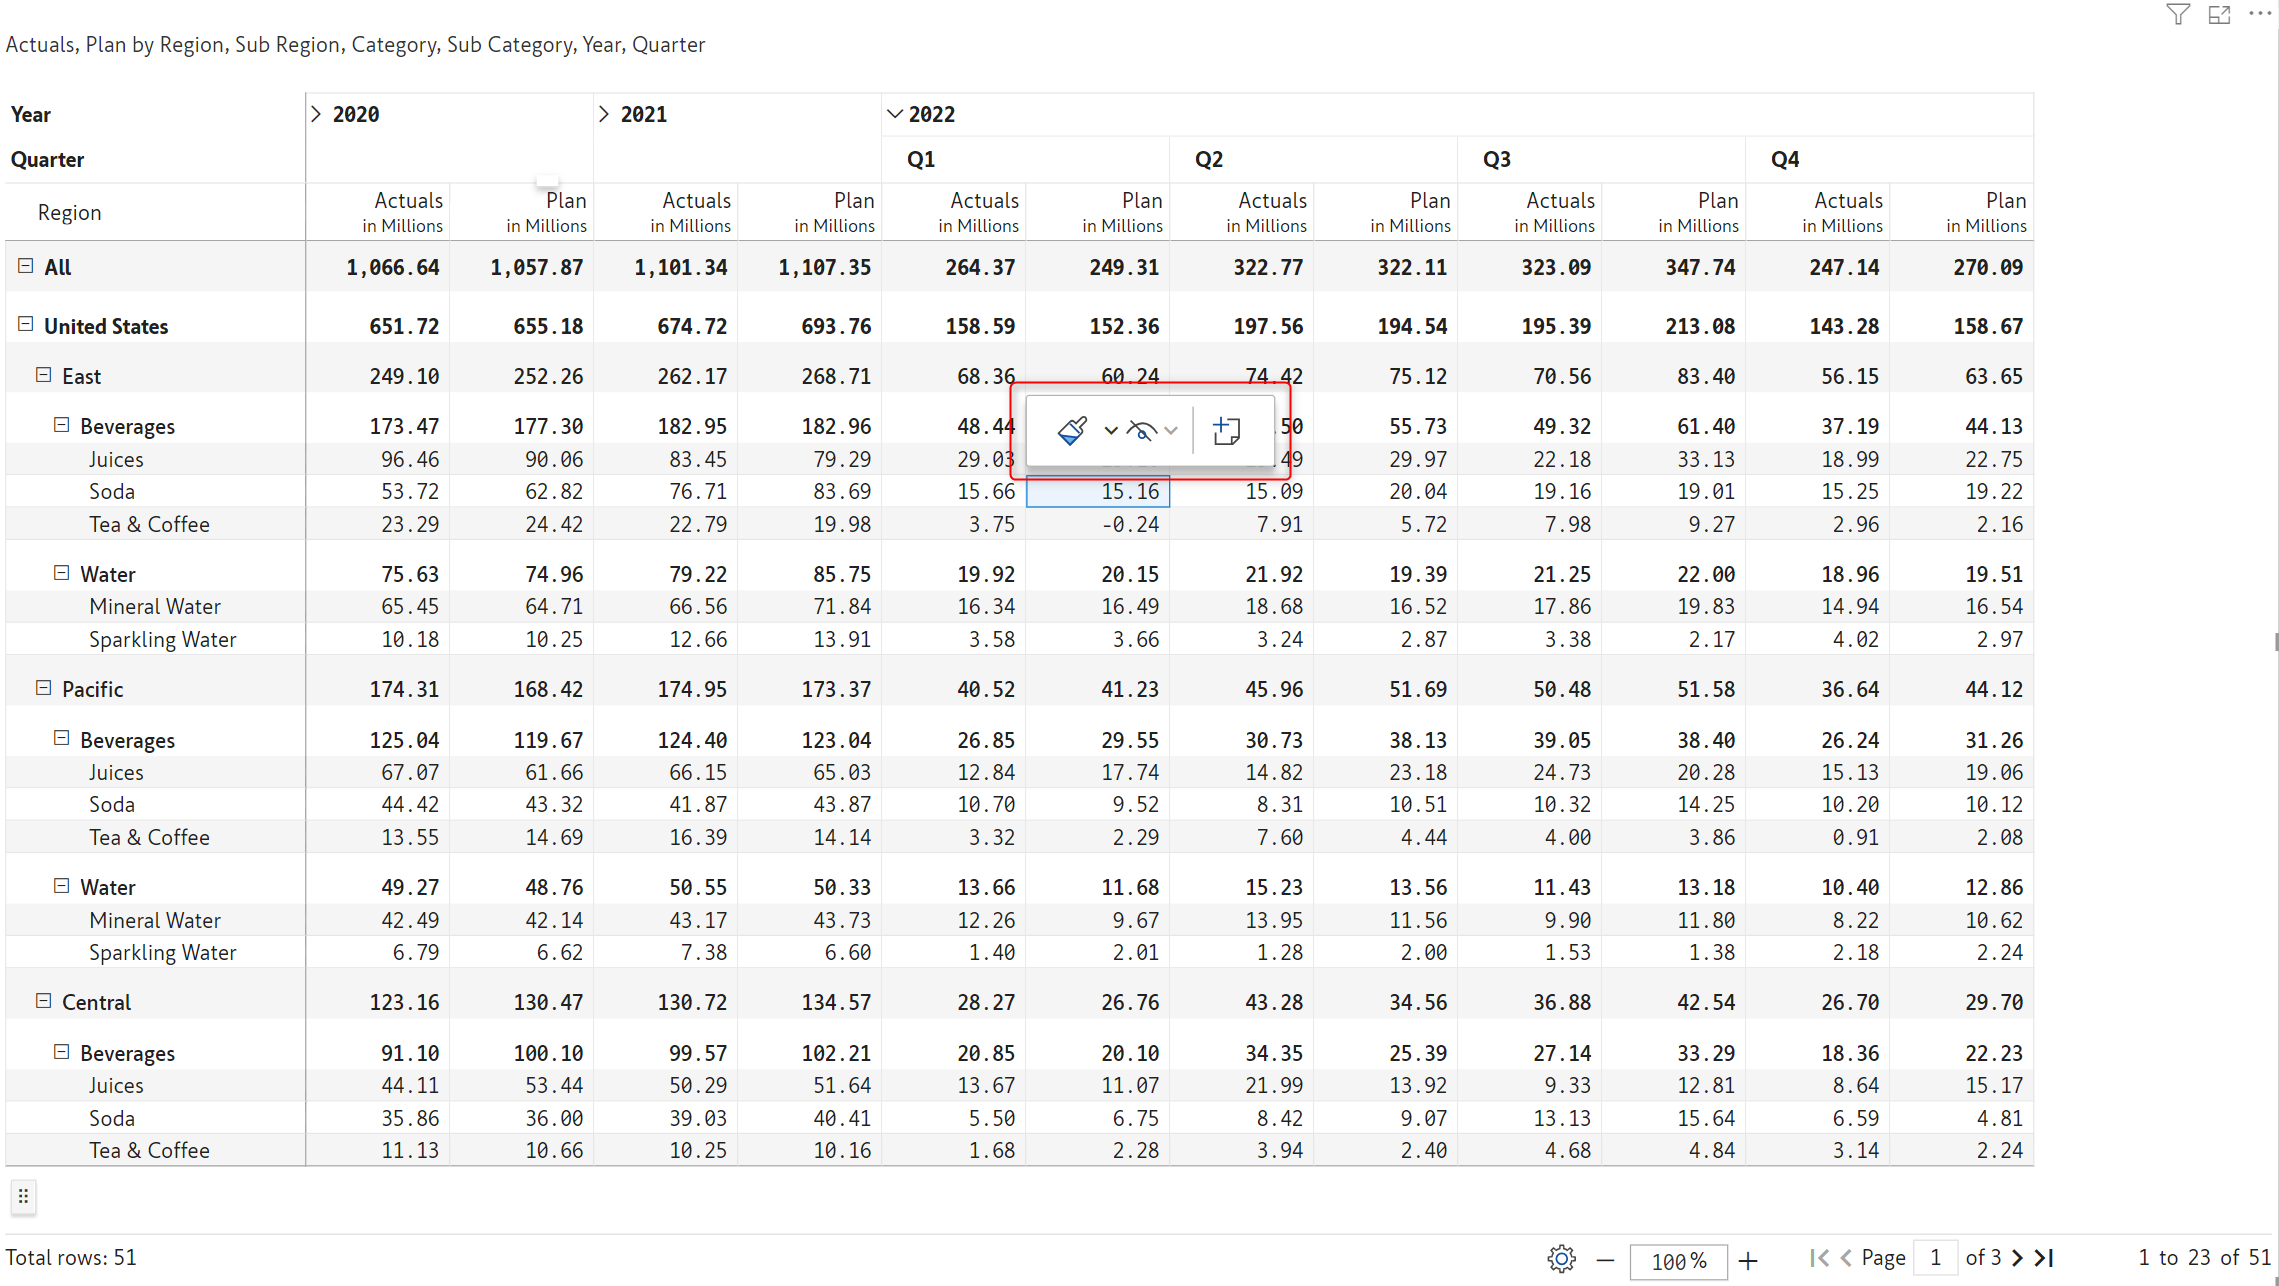 Actuals, Plan by Region, Sub Region, Category, Sub Category, Year, Quarter
Year 2020 2021 2022
Quarter Q1 Q2 Q3 Q4
Region Actuals Plan Actuals Plan Actuals Plan Actuals Plan Actuals Plan Actuals Plan
in Millions in Millions in Millions in Millions in Millions in Millions in Millions in Millions in Millions in Millions in Millions in Millions
All 1,066.64 1,057.87 1,101.34 1,107.35 264.37 249.31 322.77 322.11 323.09 347.74 247.14 270.09
United States 651.72 655.18 674.72 693.76 158.59 152.36 197.56 194.54 195.39 213.08 143.28 158.67
East 249.10 252.26 262.17 268.71 68.36 60.24 74.42 75.12 70.56 83.40 56.15 63.65
Beverages 173.47 177.30 182.95 182.96 48.44 .50 55.73 49.32 61.40 37.19 44.13
Juices 96.46 90.06 83.45 79.29 29.03 .49 29.97 22.18 33.13 18.99 22.75
Soda 53.72 62.82 76.71 83.69 15.66 15.16 15.09 20.04 19.16 19.01 15.25 19.22
Tea & Coffee 23.29 24.42 22.79 19.98 3.75 -0.24 7.91 5.72 7.98 9.27 2.96 2.16
Water 75.63 74.96 79.22 85.75 19.92 20.15 21.92 19.39 21.25 22.00 18.96 19.51
Mineral Water 65.45 64.71 66.56 71.84 16.34 16.49 18.68 16.52 17.86 19.83 14.94 16.54
Sparkling Water 10.18 10.25 12.66 13.91 3.58 3.66 3.24 2.87 3.38 2.17 4.02 2.97
Pacific 174.31 168.42 174.95 173.37 40.52 41.23 45.96 51.69 50.48 51.58 36.64 44.12
Beverages 125.04 119.67 124.40 123.04 26.85 29.55 30.73 38.13 39.05 38.40 26.24 31.26
Juices 67.07 61.66 66.15 65.03 12.84 17.74 14.82 23.18 24.73 20.28 15.13 19.06
Soda 44.42 43.32 41.87 43.87 10.70 9.52 8.31 10.51 10.32 14.25 10.20 10.12
Tea & Coffee 13.55 14.69 16.39 14.14 3.32 2.29 7.60 4.44 4.00 3.86 0.91 2.08
Water 49.27 48.76 50.55 50.33 13.66 11.68 15.23 13.56 11.43 13.18 10.40 12.86
Mineral Water 42.49 42.14 43.17 43.73 12.26 9.67 13.95 11.56 9.90 11.80 8.22 10.62
Sparkling Water 6.79 6.62 7.38 6.60 1.40 2.01 1.28 2.00 1.53 1.38 2.18 2.24
Central 123.16 130.47 130.72 134.57 28.27 26.76 43.28 34.56 36.88 42.54 26.70 29.70
Beverages 91.10 100.10 99.57 102.21 20.85 20.10 34.35 25.39 27.14 33.29 18.36 22.23
Juices 44.11 53.44 50.29 51.64 13.67 11.07 21.99 13.92 9.33 12.81 8.64 15.17
Soda 35.86 36.00 39.03 40.41 5.50 6.75 8.42 9.07 13.13 15.64 6.59 4.81
Tea & Coffee 11.13 10.66 10.25 10.16 1.68 2.28 3.94 2.40 4.68 4.84 3.14 2.24
Total rows: 51 100% Page 1 of 3 1 to 23 of 51